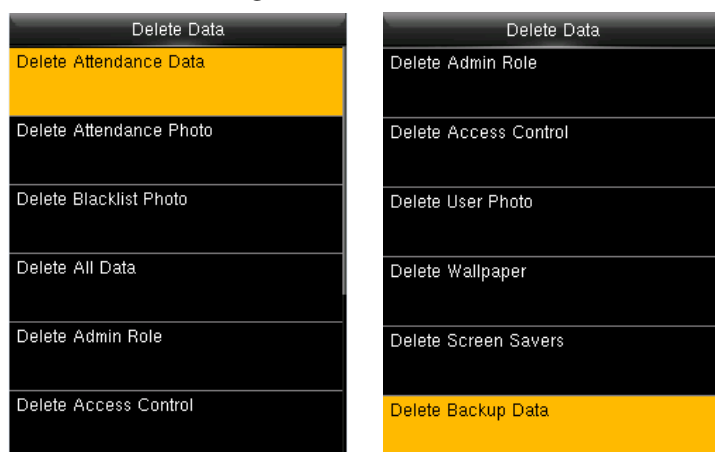 Delete Data
Delete Attendance Data
Delete Attendance Photo
Delete Blacklist Photo
Delete All Data
Delete Admin Role
Delete Access Control
Delete Data
Delete Admin Role
Delete Access Control
Delete User Photo
Delete Wallpaper
Delete Screen Savers
Delete Backup Data